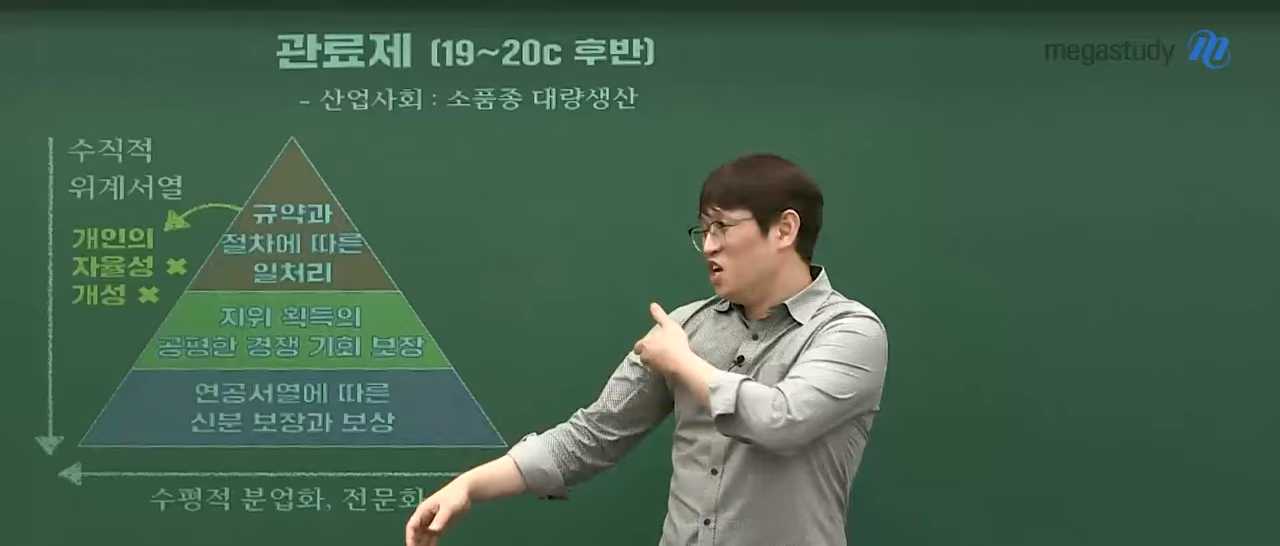 관료제 (19~20c 후반)
megastudy
- 산업사회 : 소품종 대량생산
수직적
위계서열
규약과
절차에 따른
일처리
개인의
자율성 ✖
개성 ✖
지위 획득의
공평한 경쟁 기회 보장
연공서열에 따른
신분 보장과 보상
수평적 분업화, 전문화